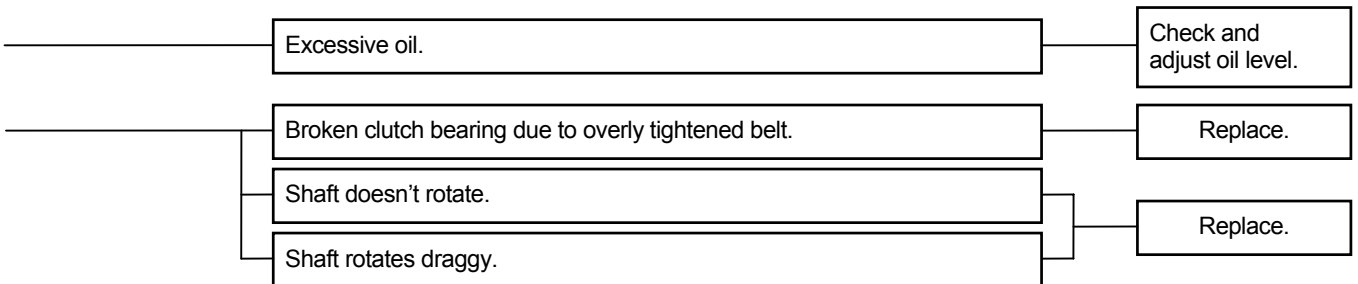 Excessive oil.
Check and
adjust oil level.
Broken clutch bearing due to overly tightened belt.
Replace.
Shaft doesn’t rotate.
Replace.
Shaft rotates draggy.